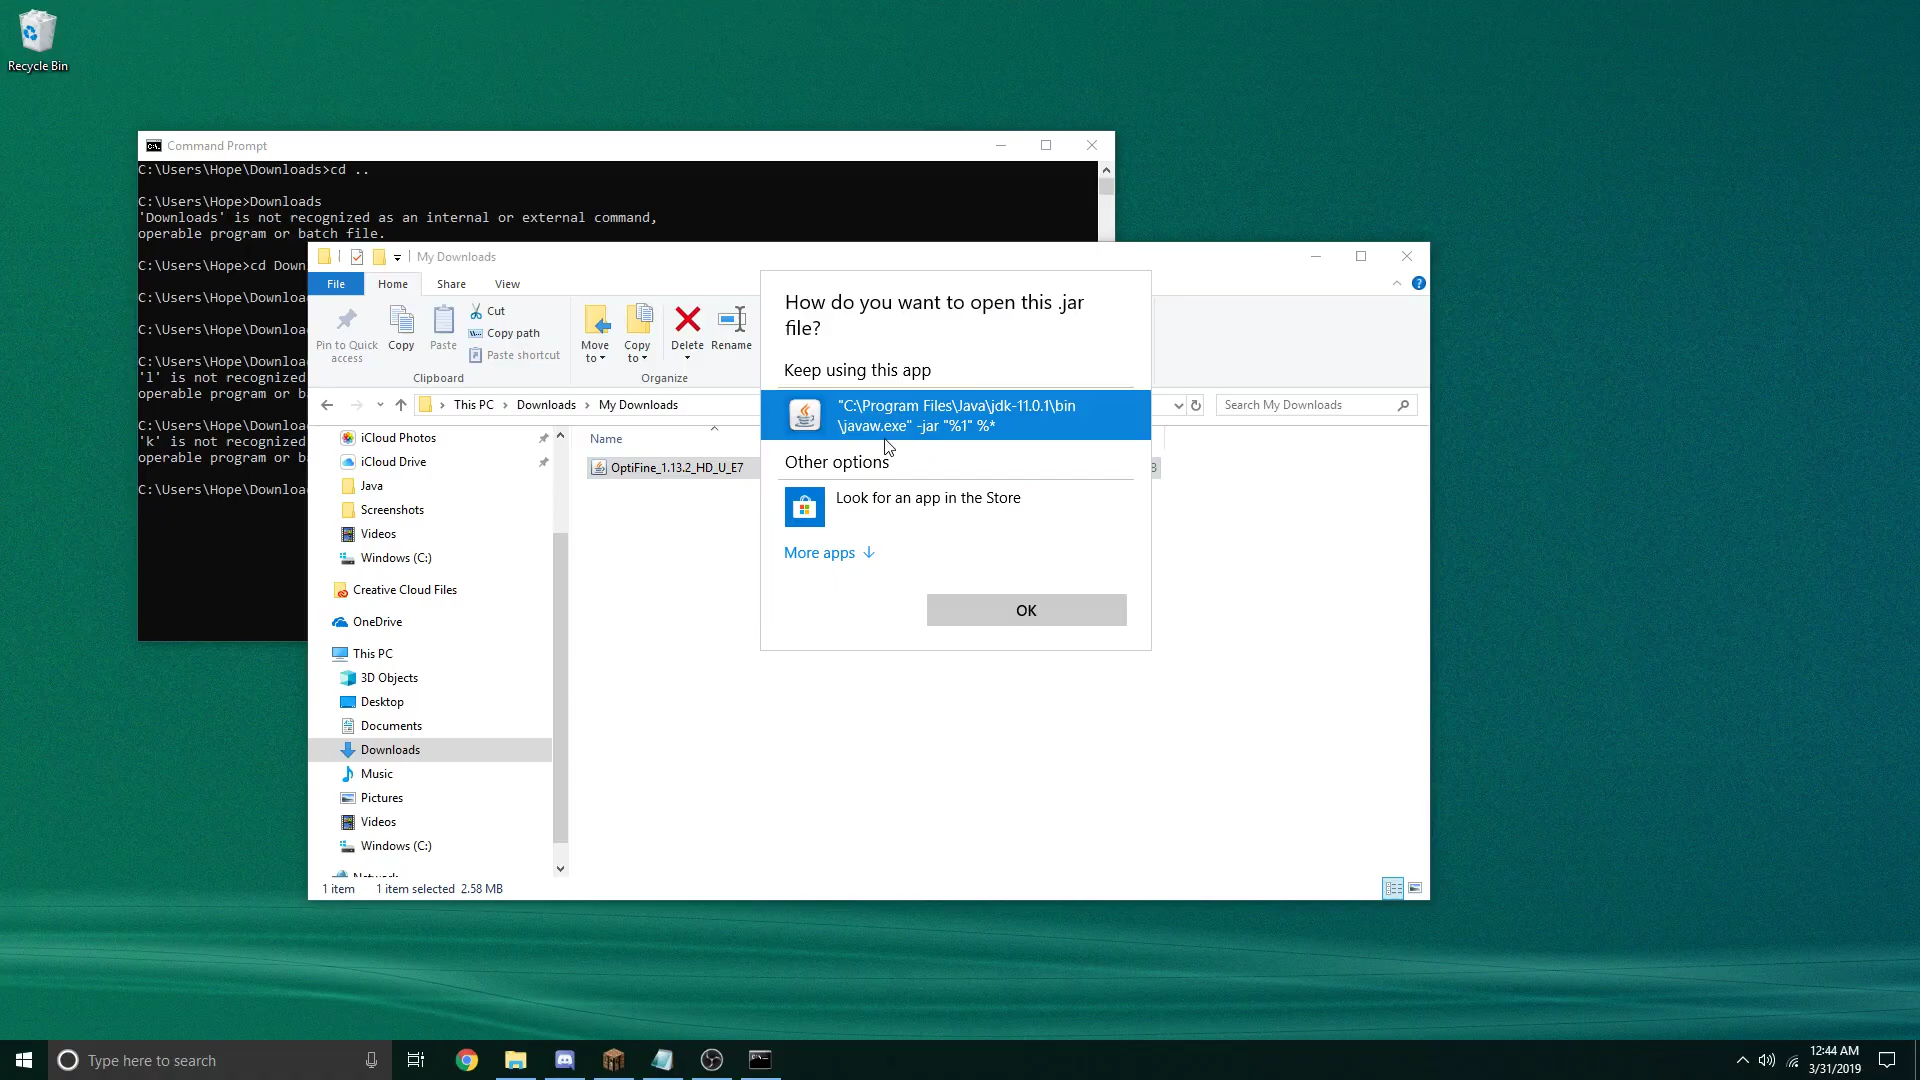 Recycle Bin
Command Prompt
C:\Users\Hope\Downloads>cd ..
C:\Users\Hope>Downloads
'Downloads' is not recognized as an internal or external command,
operable program or batch file.
C:\Users\Hope>cd Down
C:\Users\Hope\Downloa
C:\Users\Hope\Downloa
C:\Users\Hope\Downloa
'l' is not recognized
operable program or b
C:\Users\Hope\Downloa
'k' is not recognized
operable program or b
C:\Users\Hope\Downloa
My Downloads
File Home Share View
Pin to Quick access
Copy
Paste
Cut
Copy path
Paste shortcut
Clipboard
Move to
Copy to
Delete
Rename
Organize
This PC > Downloads > My Downloads
Search My Downloads
iCloud Photos
iCloud Drive
Java
Screenshots
Videos
Windows (C:)
Creative Cloud Files
OneDrive
This PC
3D Objects
Desktop
Documents
Downloads
Music
Pictures
Videos
Windows (C:)
Name
OptiFine_1.13.2_HD_U_E7
1 item 1 item selected 2.58 MB
How do you want to open this .jar
file?
Keep using this app
"C:\Program Files\Java\jdk-11.0.1\bin
\javaw.exe" -jar "%1" %*
Other options
Look for an app in the Store
More apps
OK
Type here to search
12:44 AM
3/31/2019